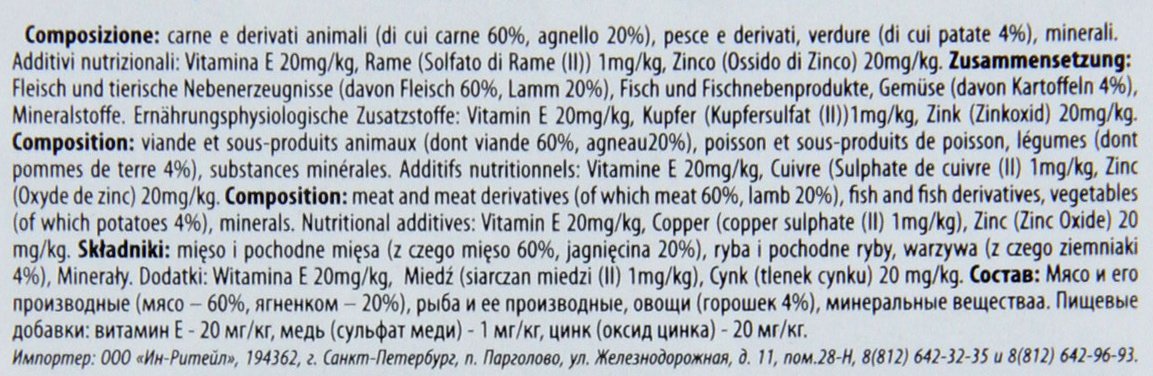 Composizione: carne e derivati animali (di cui carne 60%, agnello 20%), pesce e derivati, verdure (di cui patate 4%), minerali.
Additivi nutrizionali: Vitamina E 20mg/kg, Rame (Solfato di Rame (II)) 1mg/kg, Zinco (Ossido di Zinco) 20mg/kg. Zusammensetzung:
Fleisch und tierische Nebenerzeugnisse (davon Fleisch 60%, Lamm 20%), Fisch und Fischnebenprodukte, Gemüse (davon Kartoffeln 4%),
Mineralstoffe. Ernährungsphysiologische Zusatzstoffe: Vitamin E 20mg/kg, Kupfer (Kupfersulfat (II))1mg/kg, Zink (Zinkoxid) 20mg/kg.
Composition: viande et sous-produits animaux (dont viande 60%, agneau20%), poisson et sous-produits de poisson, légumes (dont
pommes de terre 4%), substances minérales. Additifs nutritionnels: Vitamine E 20mg/kg, Cuivre (Sulphate de cuivre (II) 1mg/kg, Zinc
(Oxyde de zinc) 20mg/kg. Composition: meat and meat derivatives (of which meat 60%, lamb 20%), fish and fish derivatives, vegetables
(of which potatoes 4%), minerals. Nutritional additives: Vitamin E 20mg/kg, Copper (copper sulphate (II) 1mg/kg), Zinc (Zinc Oxide) 20
mg/kg. Składniki: mięso i pochodne mięsa (z czego mięso 60%, jagnięcina 20%), ryba i pochodne ryby, warzywa (z czego ziemniaki
4%), Minerały. Dodatki: Witamina E 20mg/kg, Miedź (siarczan miedzi (II) 1mg/kg), Cynk (tlenek cynku) 20 mg/kg. Состав: Мясо и его
производные (мясо – 60%, ягненком – 20%), рыба и ее производные, овощи (горошек 4%), минеральные веществаа. Пищевые
добавки: витамин Е - 20 мг/кг, медь (сульфат меди) - 1 мг/кг, цинк (оксид цинка) - 20 мг/кг.
Импортер: ООО «Ин-Ритейл», 194362, г. Санкт-Петербург, п. Парголово, ул. Железнодорожная, д. 11, пом.28-Н, 8(812) 642-32-35 и 8(812) 642-96-93.